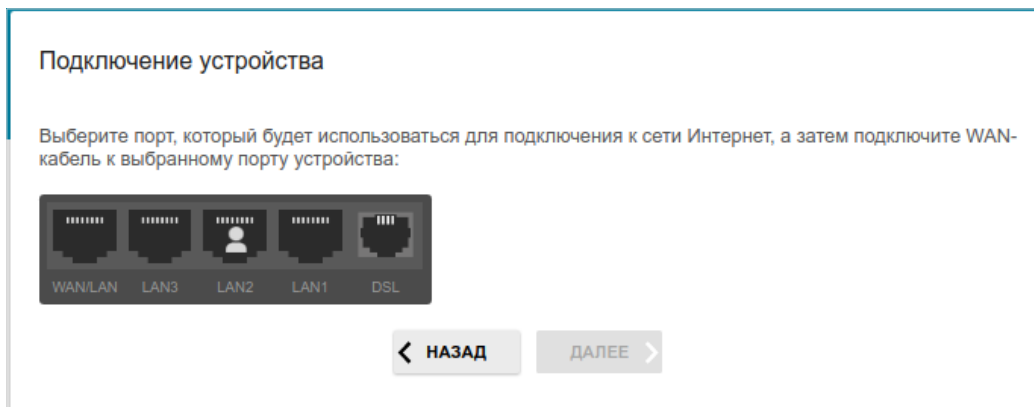 Подключение устройства
Выберите порт, который будет использоваться для подключения к сети Интернет, а затем подключите WAN-
кабель к выбранному порту устройства:
WAN/LAN LAN3 LAN2 LAN1 DSL
НАЗАД ДАЛЕЕ